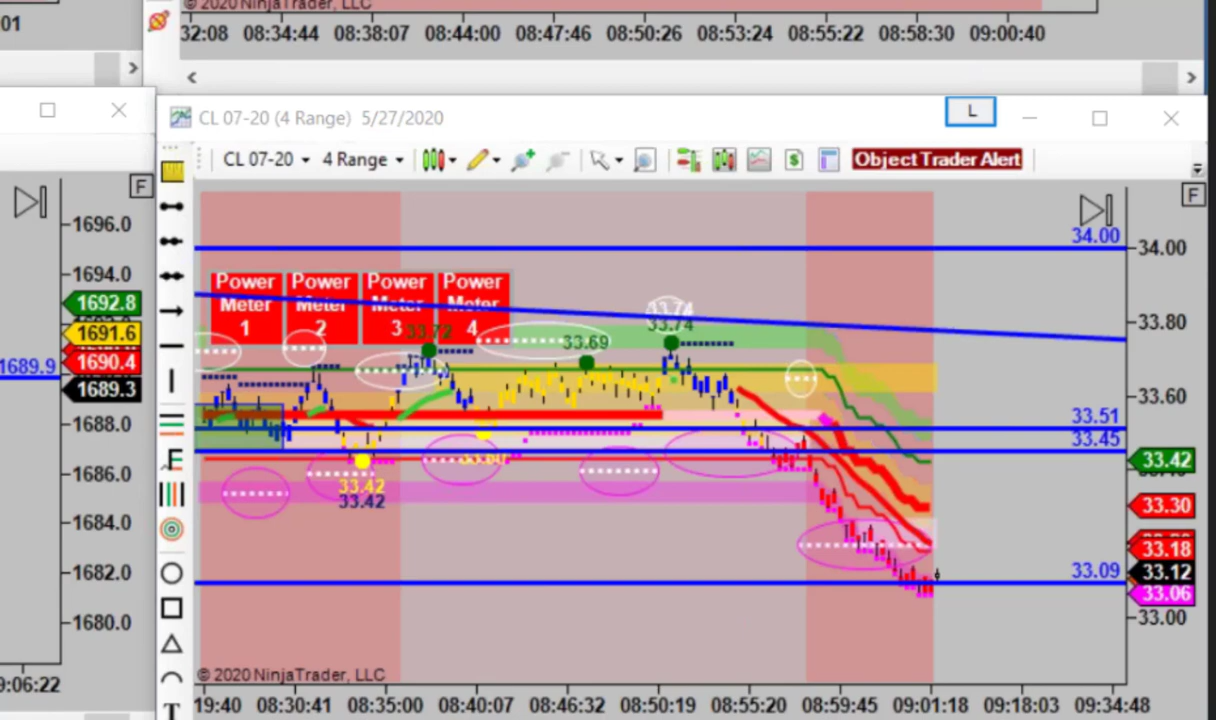 © 2020 NinjaTrader, LLC
01
32:08 08:34:44 08:38:07 08:44:00 08:47:46 08:50:26 08:53:24 08:55:22 08:58:30 09:00:40
CL 07-20 (4 Range) 5/27/2020
L
CL 07-20 4 Range
Object Trader Alert
F
F
1696.0
1694.0
1692.8
1691.6
1690.4
1689.9
1689.3
1688.0
1686.0
1684.0
1682.0
1680.0
9:06:22
34.00
34.00
Power Meter 1
Power Meter 2
Power Meter 3
Power Meter 4
33.72
33.69
33.74
33.74
33.80
33.60
33.51
33.45
33.42
33.42
33.42
33.30
33.18
33.12
33.09
33.06
33.00
F
T
© 2020 NinjaTrader, LLC
19:40 08:30:41 08:35:00 08:40:07 08:46:32 08:50:19 08:55:20 08:59:45 09:01:18 09:18:03 09:34:48